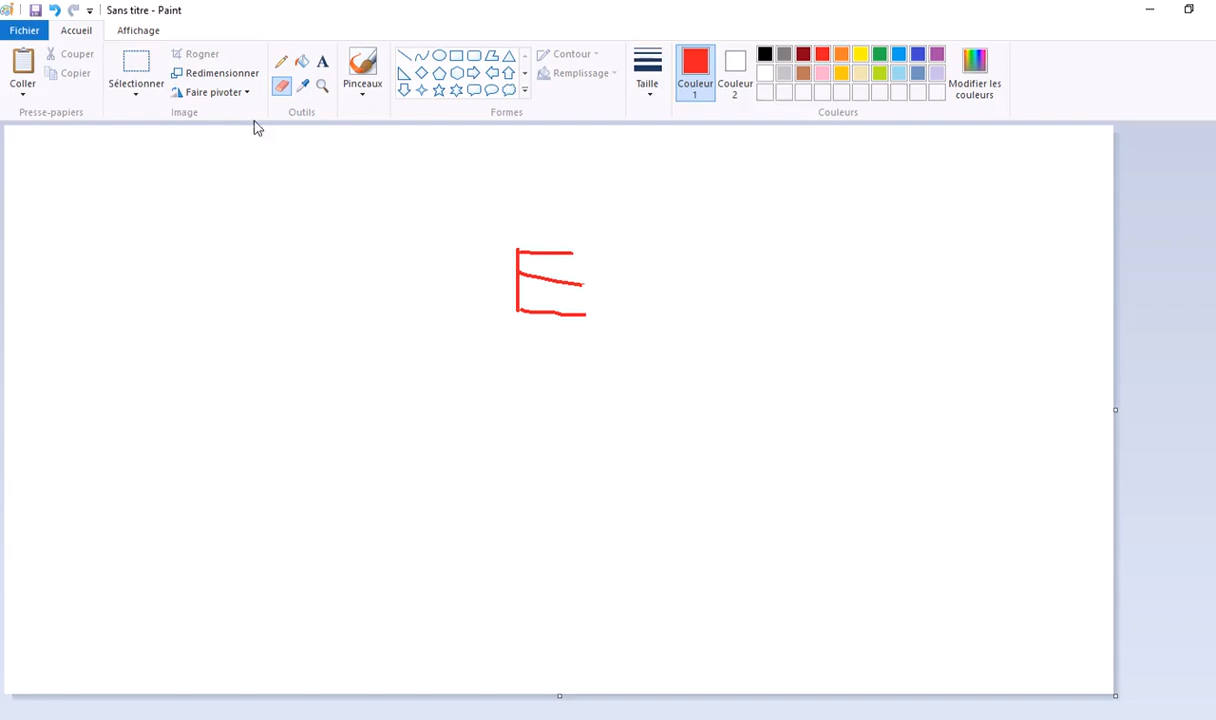 Sans titre - Paint
Fichier Accueil Affichage
Coller
Couper
Copier
Presse-papiers
Sélectionner
Rogner
Redimensionner
Faire pivoter
Image
A
Outils
Pinceaux
Contour
Remplissage
Formes
Taille
Couleur 1
Couleur 2
Modifier les couleurs
Couleurs
E